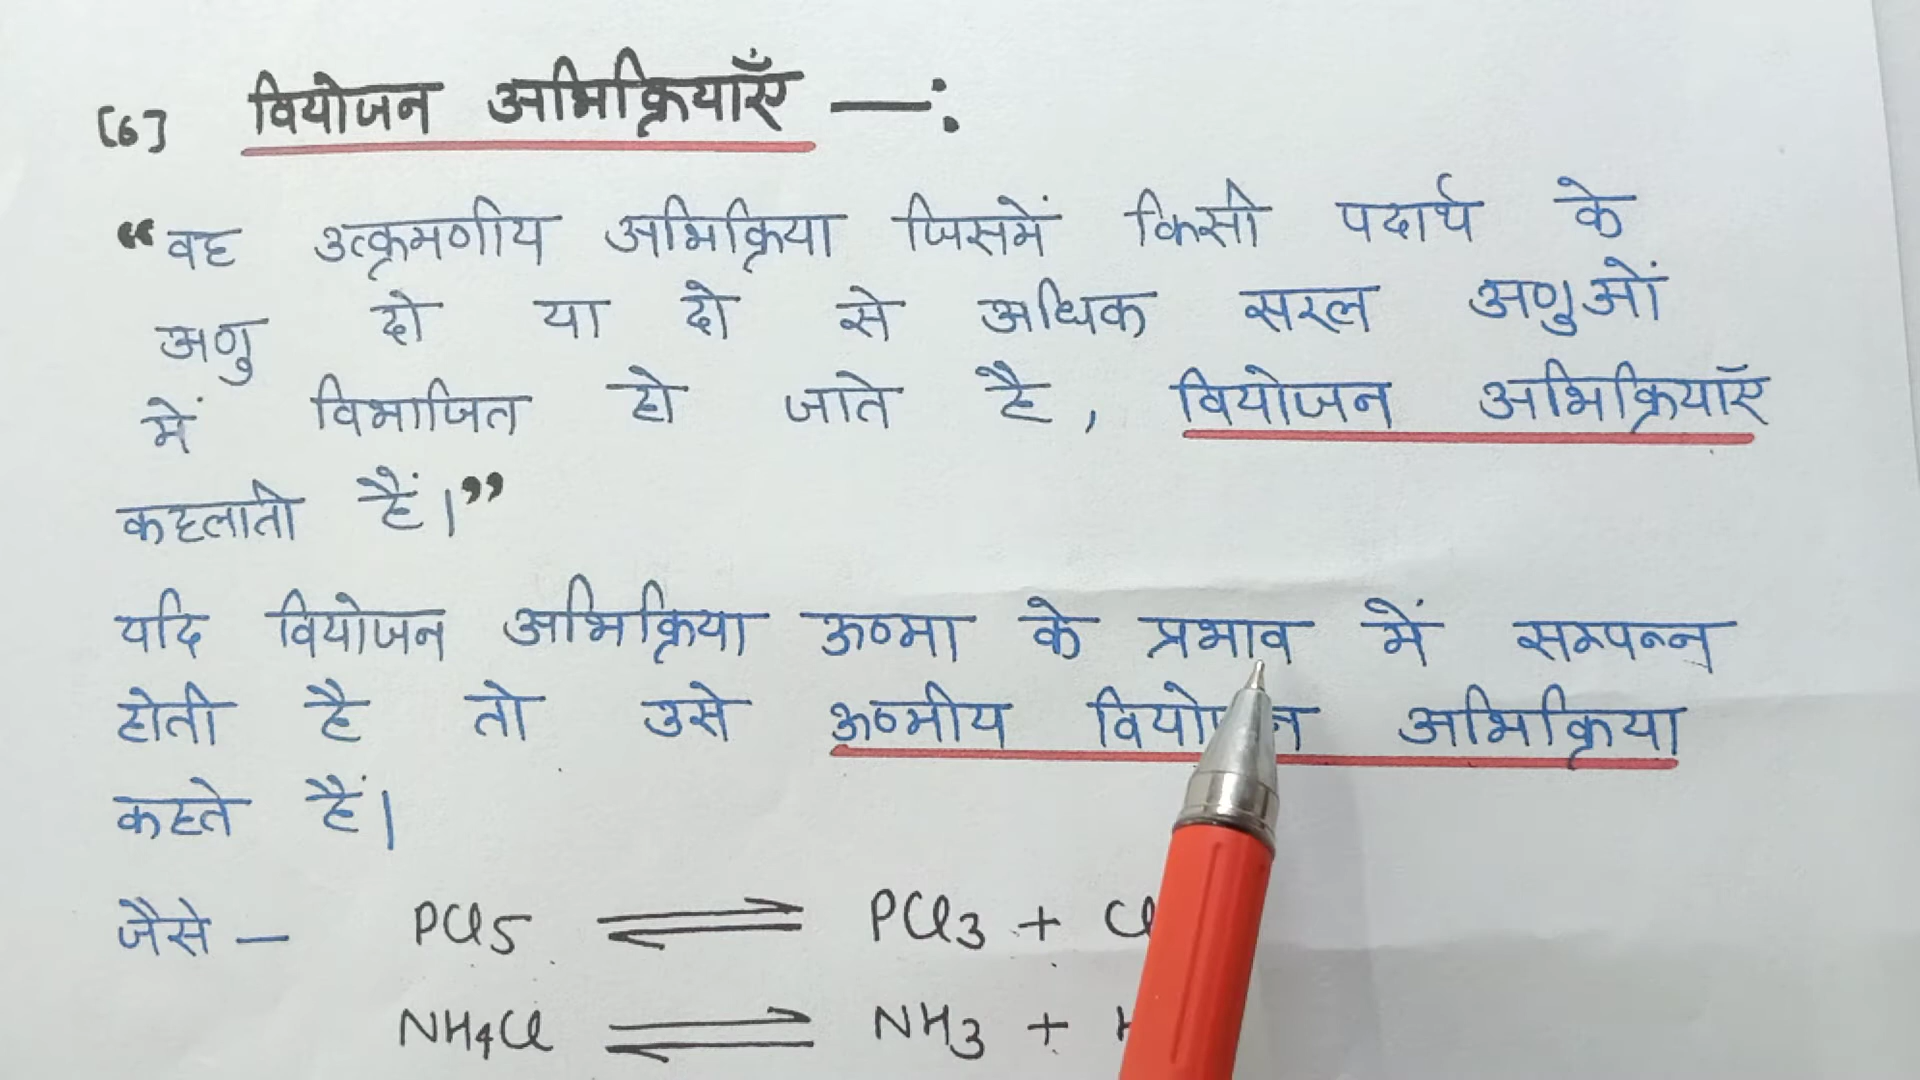 [6] वियोजन अभिक्रियाएँ —:
“वह उत्क्रमणीय अभिक्रिया जिसमें किसी पदार्थ के
अणु दो या दो से अधिक सरल अणुओं
में विभाजित हो जाते है, वियोजन अभिक्रियाएँ
कहलाती हैं।”
यदि वियोजन अभिक्रिया ऊष्मा के प्रभाव में सम्पन्न
होती है तो उसे ऊष्मीय अभिक्रिया
कहते हैं।
जैसे – PCl5 ⇌ PCl3 +
NH4Cl ⇌ NH3 +